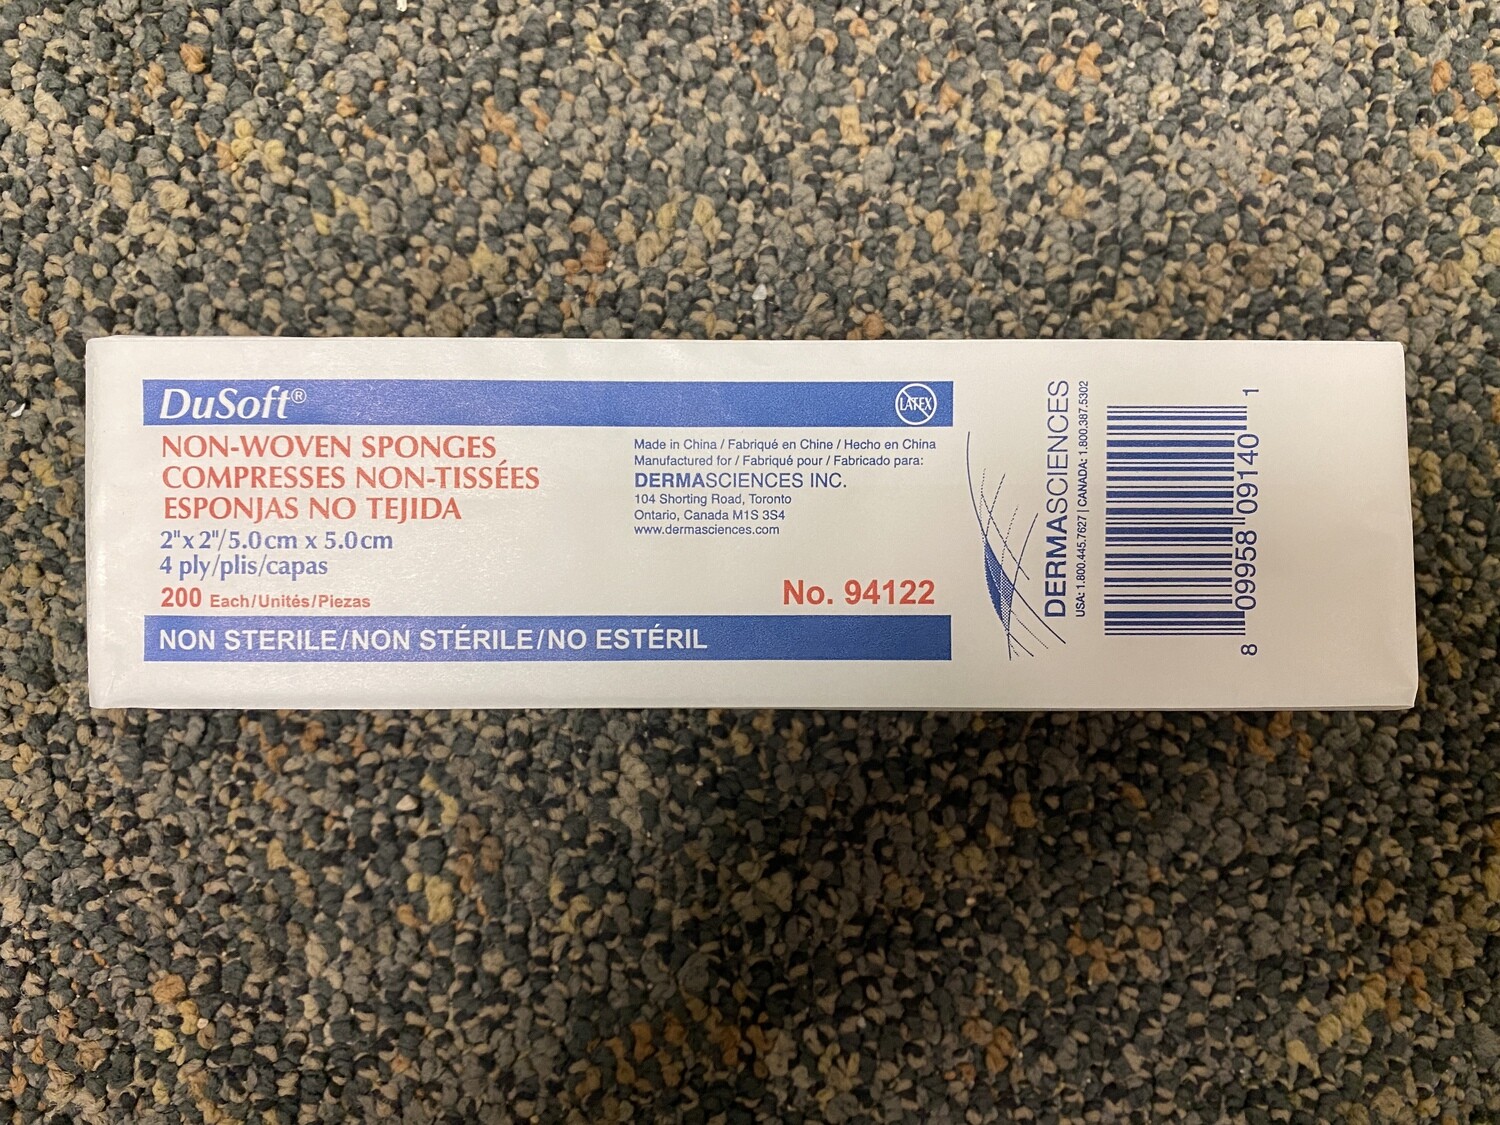 DuSoft®
LATEX
NON-WOVEN SPONGES
COMPRESSES NON-TISSÉES
ESPONJAS NO TEJIDA
2"x 2"/5.0cm x 5.0cm
4 ply/plis/capas
200 Each/Unités/Piezas
NON STERILE/NON STÉRILE/NO ESTÉRIL
Made in China / Fabriqué en Chine / Hecho en China
Manufactured for / Fabriqué pour / Fabricado para:
DERMASCIENCES INC.
104 Shorting Road, Toronto
Ontario, Canada M1S 3S4
www.dermasciences.com
No. 94122
DERMASCIENCES
USA: 1.800.445.7627 | CANADA: 1.800.387.5302
8 09958 09140 1